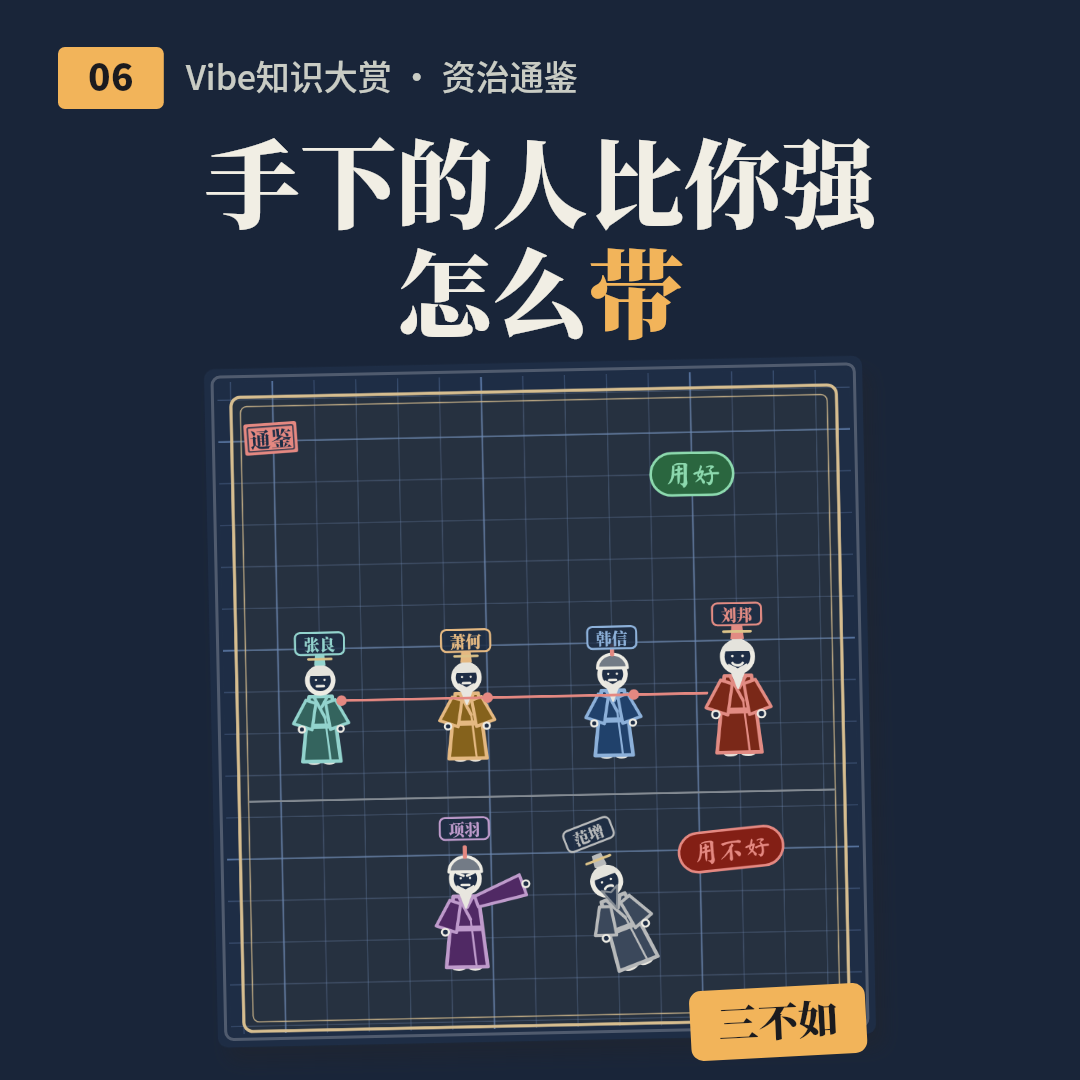 06 Vibe知识大赏 · 资治通鉴
手下的人比你强
怎么带
通鉴
用好
张良
萧何
韩信
刘邦
项羽
范增
用不好
三不如